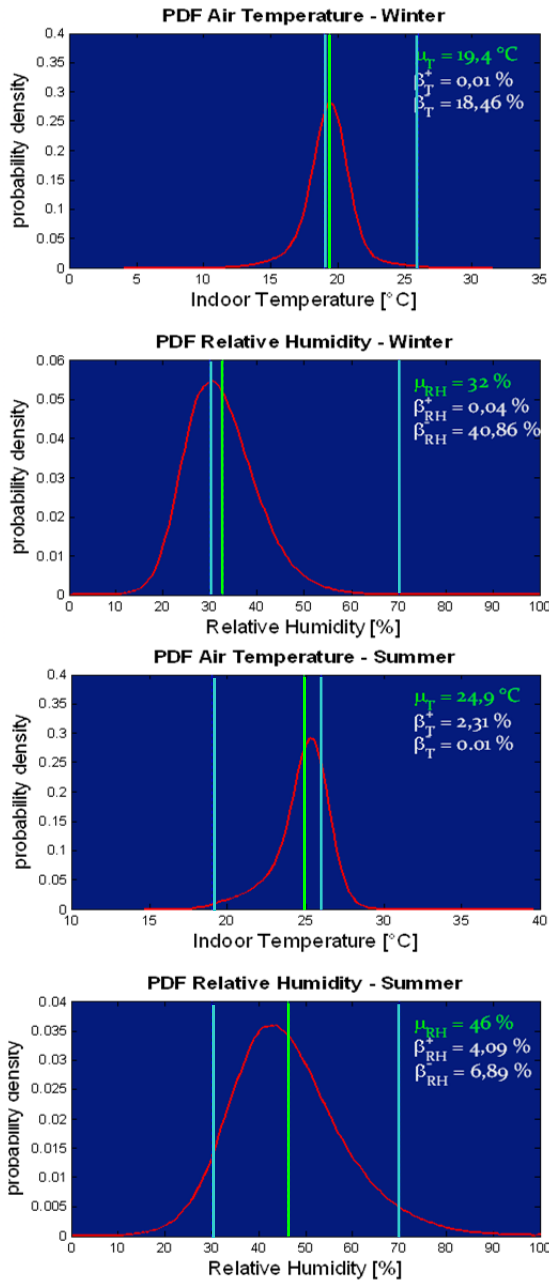 PDF Air Temperature - Winter
0.4
0.35
0.3
0.25
0.2
0.15
0.1
0.05
0
probability density
μT = 19,4 °C
βT+ = 0,01 %
βT- = 18,46 %
0 5 10 15 20 25 30 35
Indoor Temperature [°C]
PDF Relative Humidity - Winter
0.06
0.05
0.04
0.03
0.02
0.01
0
probability density
μRH = 32 %
βRH+ = 0,04 %
βRH- = 40,86 %
0 10 20 30 40 50 60 70 80 90 100
Relative Humidity [%]
PDF Air Temperature - Summer
0.4
0.35
0.3
0.25
0.2
0.15
0.1
0.05
0
probability density
μT = 24,9 °C
βT+ = 2,31 %
βT- = 0.01 %
10 15 20 25 30 35 40
Indoor Temperature [°C]
PDF Relative Humidity - Summer
0.04
0.035
0.03
0.025
0.02
0.015
0.01
0.005
0
probability density
μRH = 46 %
βRH+ = 4,09 %
βRH- = 6,89 %
0 10 20 30 40 50 60 70 80 90 100
Relative Humidity [%]